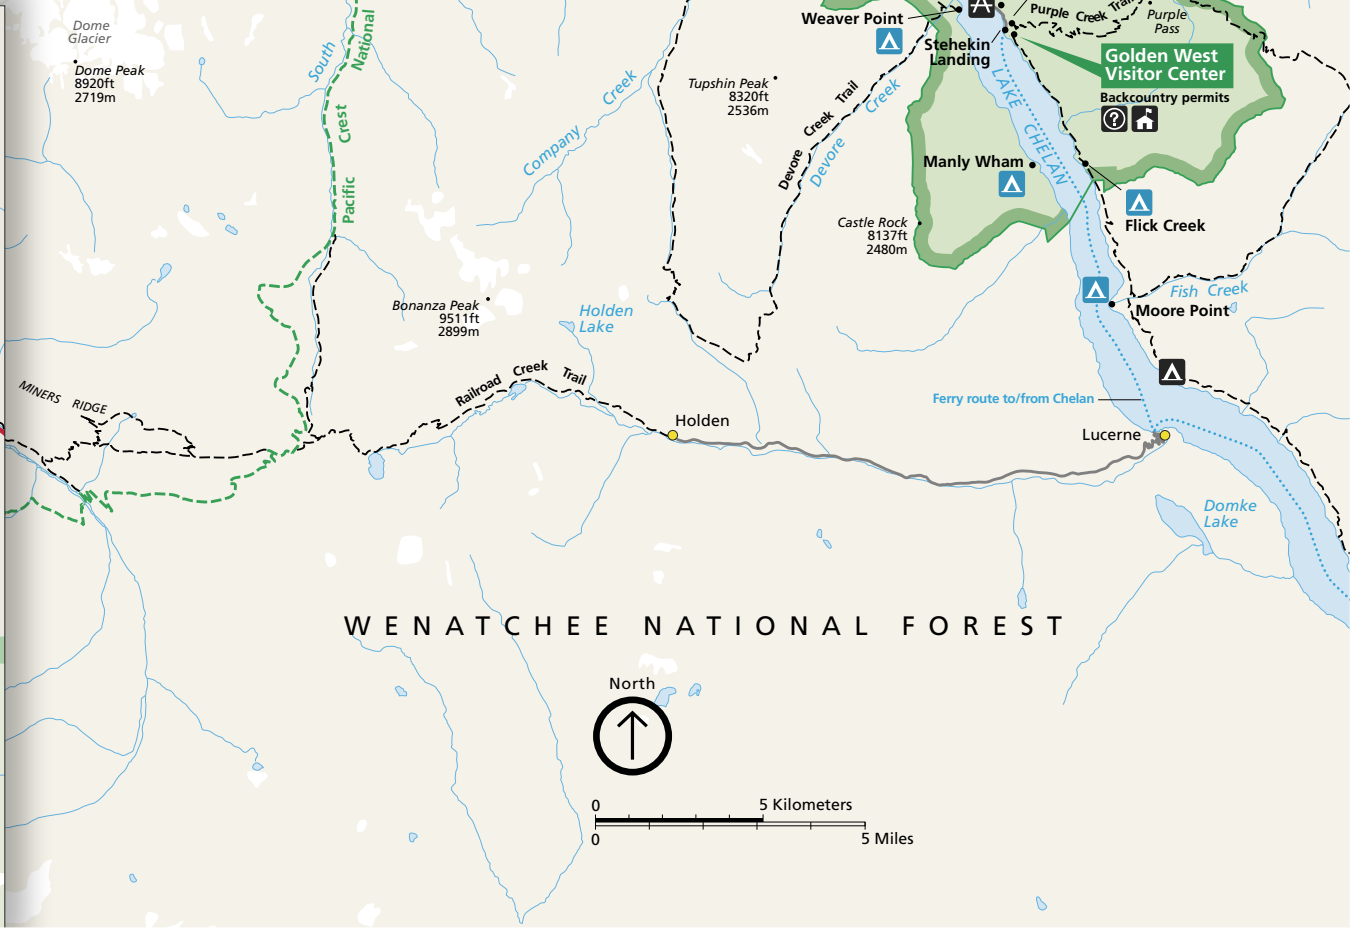 Dome
Glacier
Dome Peak
8920ft
2719m
South
National
Crest
Pacific
Company Creek
Tupshin Peak
8320ft
2536m
Devore Creek Trail
Devore Creek
Weaver Point
Stehekin
Landing
Purple Creek Trail
Purple
Pass
Golden West
Visitor Center
Backcountry permits
?
LAKE CHELAN
Manly Wham
Flick Creek
Castle Rock
8137ft
2480m
Fish Creek
Moore Point
Bonanza Peak
9511ft
2899m
Holden
Lake
MINERS RIDGE
Railroad Creek Trail
Holden
Ferry route to/from Chelan
Lucerne
Domke
Lake
WENATCHEE NATIONAL FOREST
North
0 5 Kilometers
0 5 Miles